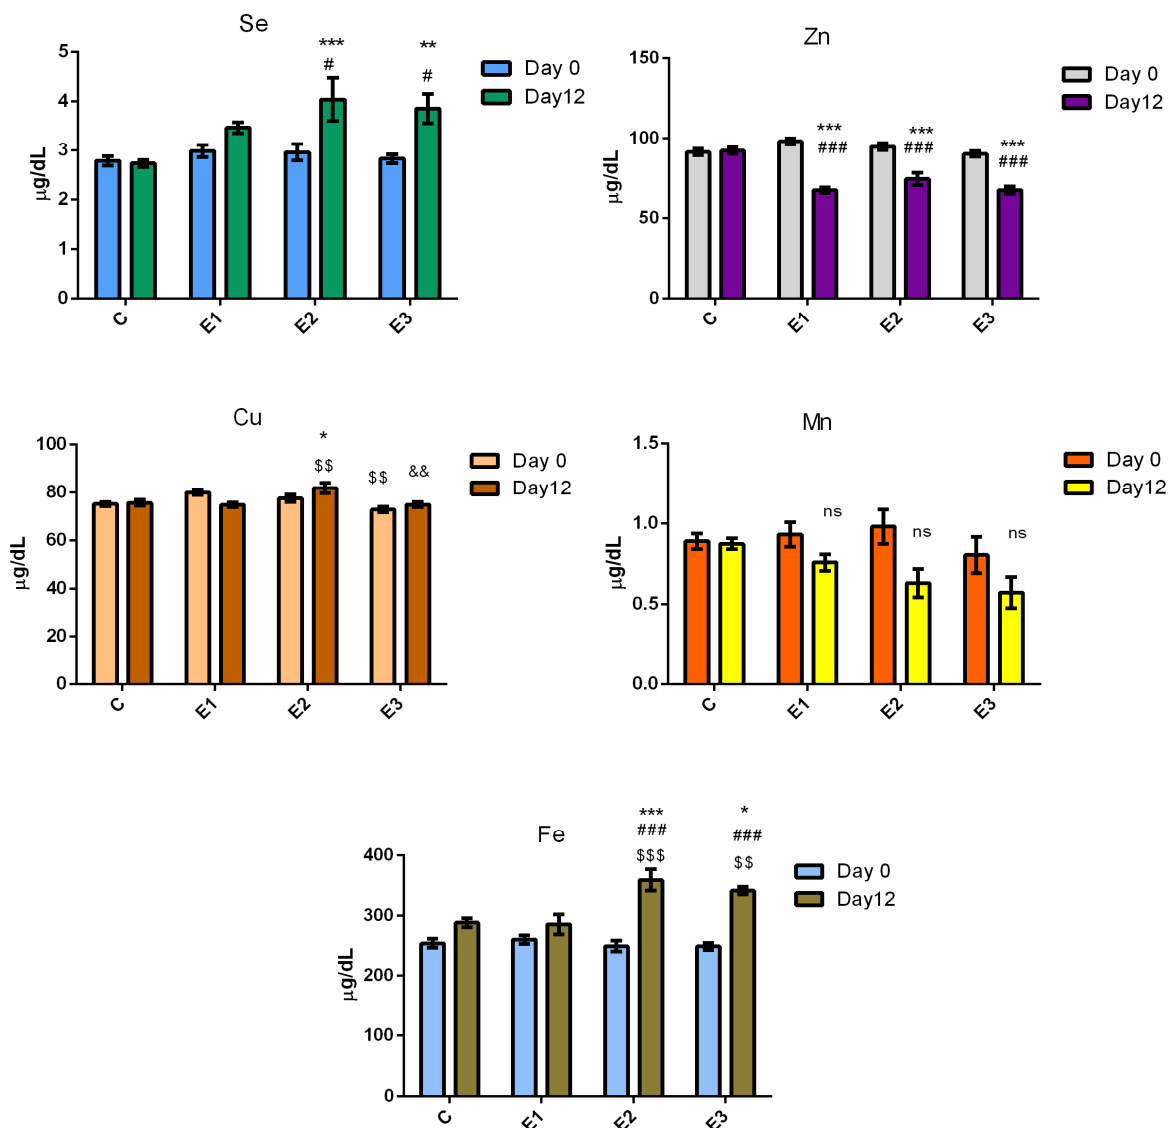 Se
μg/dL
5
4
3
2
1
0
***
#
**
#
C
E1
E2
E3
Day 0
Day12
Zn
μg/dL
150
100
50
0
***
###
***
###
***
###
C
E1
E2
E3
Day 0
Day12
Cu
μg/dL
100
80
60
40
20
0
*
$$
$$
&&
C
E1
E2
E3
Day 0
Day12
Mn
μg/dL
1.5
1.0
0.5
0.0
ns
ns
ns
C
E1
E2
E3
Day 0
Day12
Fe
μg/dL
400
300
200
100
0
***
###
$$$
*
###
$$
C
E1
E2
E3
Day 0
Day12